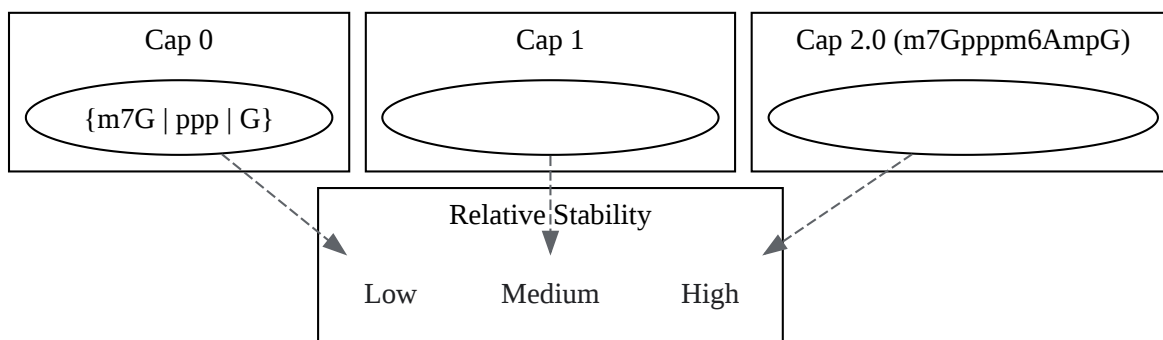 Cap 0
Cap 1
Cap 2.0 (m7Gpppm6AmpG)
{m7G | ppp | G}
Relative Stability
Low
Medium
High